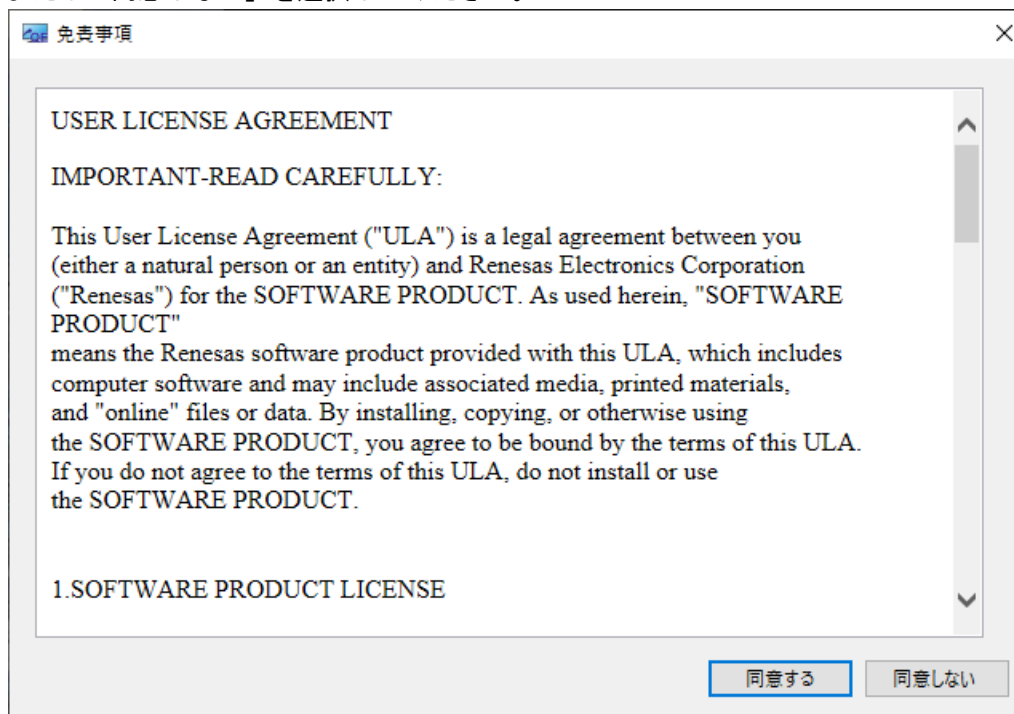 免責事項
USER LICENSE AGREEMENT
IMPORTANT-READ CAREFULLY:
This User License Agreement ("ULA") is a legal agreement between you
(either a natural person or an entity) and Renesas Electronics Corporation
("Renesas") for the SOFTWARE PRODUCT. As used herein, "SOFTWARE
PRODUCT"
means the Renesas software product provided with this ULA, which includes
computer software and may include associated media, printed materials,
and "online" files or data. By installing, copying, or otherwise using
the SOFTWARE PRODUCT, you agree to be bound by the terms of this ULA.
If you do not agree to the terms of this ULA, do not install or use
the SOFTWARE PRODUCT.
1.SOFTWARE PRODUCT LICENSE
同意する 同意しない